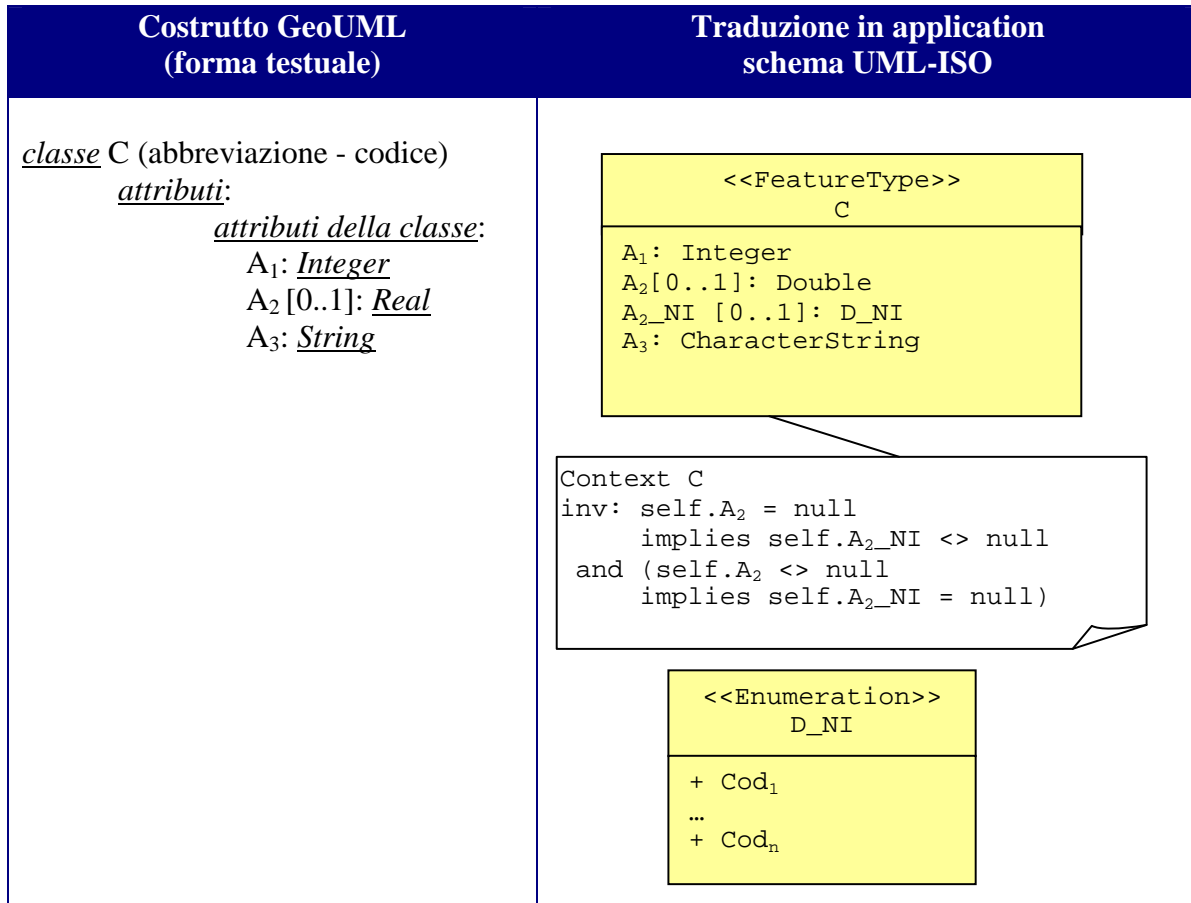 Costrutto GeoUML
(forma testuale)
Traduzione in application
schema UML-ISO
classe C (abbreviazione - codice)
attributi:
attributi della classe:
A₁: Integer
A₂ [0..1]: Real
A₃: String
<<FeatureType>>
C
A₁: Integer
A₂[0..1]: Double
A₂_NI [0..1]: D_NI
A₃: CharacterString
Context C
inv: self.A₂ = null
implies self.A₂_NI <> null
and (self.A₂ <> null
implies self.A₂_NI = null)
<<Enumeration>>
D_NI
+ Cod₁
…
+ Codₙ